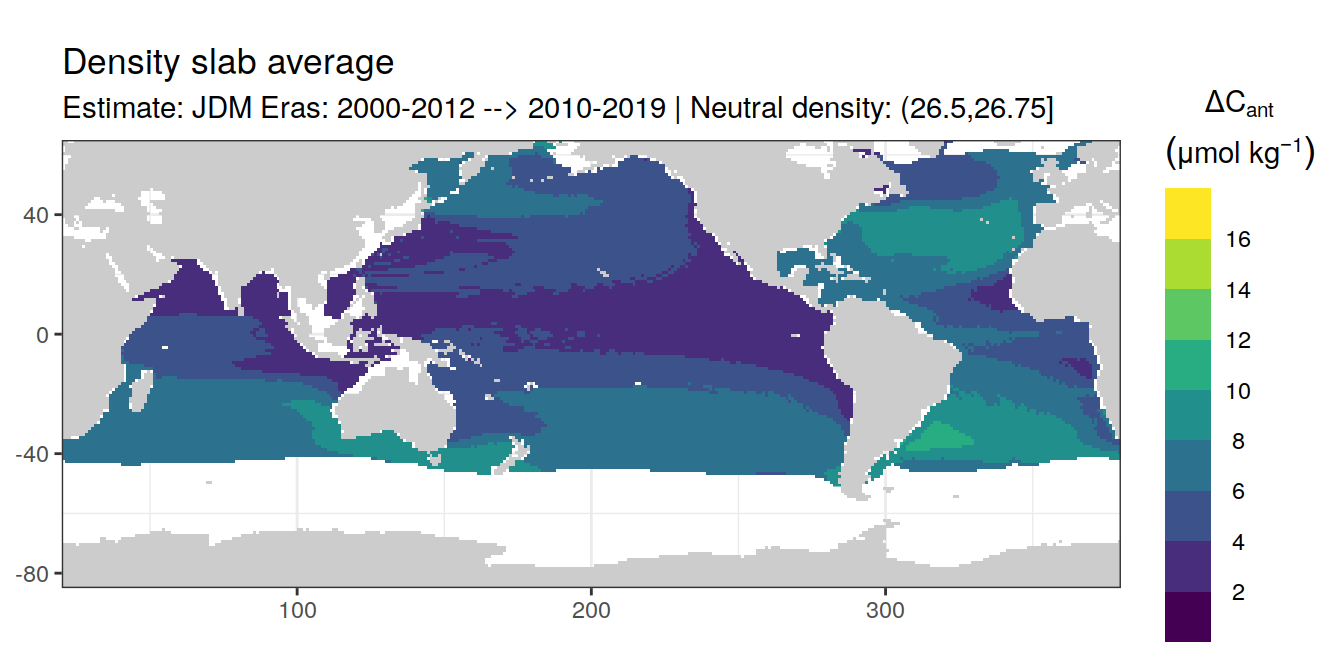 Density slab average
Estimate: JDM Eras: 2000-2012 --> 2010-2019 | Neutral density: (26.5,26.75]
ΔCant
(μmol kg⁻¹)
16
14
12
10
8
6
4
2
40
0
-40
-80
100 200 300